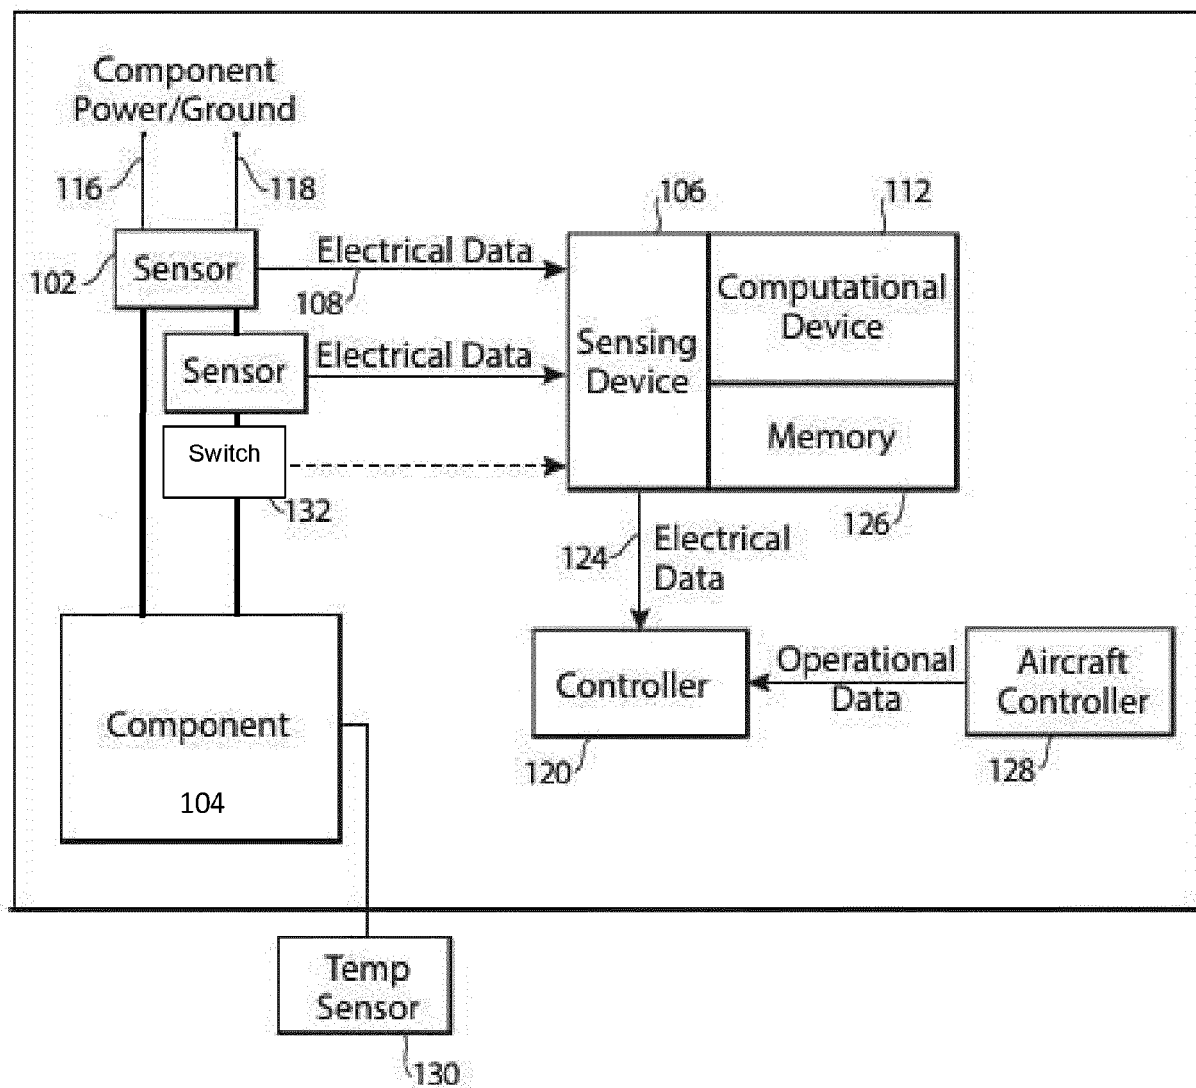 Component
Power/Ground
116
118
106
112
102
Sensor
Electrical Data
108
Computational
Device
Sensing
Device
Sensor
Electrical Data
Memory
Switch
132
126
124
Electrical
Data
Controller
Operational
Data
Aircraft
Controller
120
128
Component
104
Temp
Sensor
130